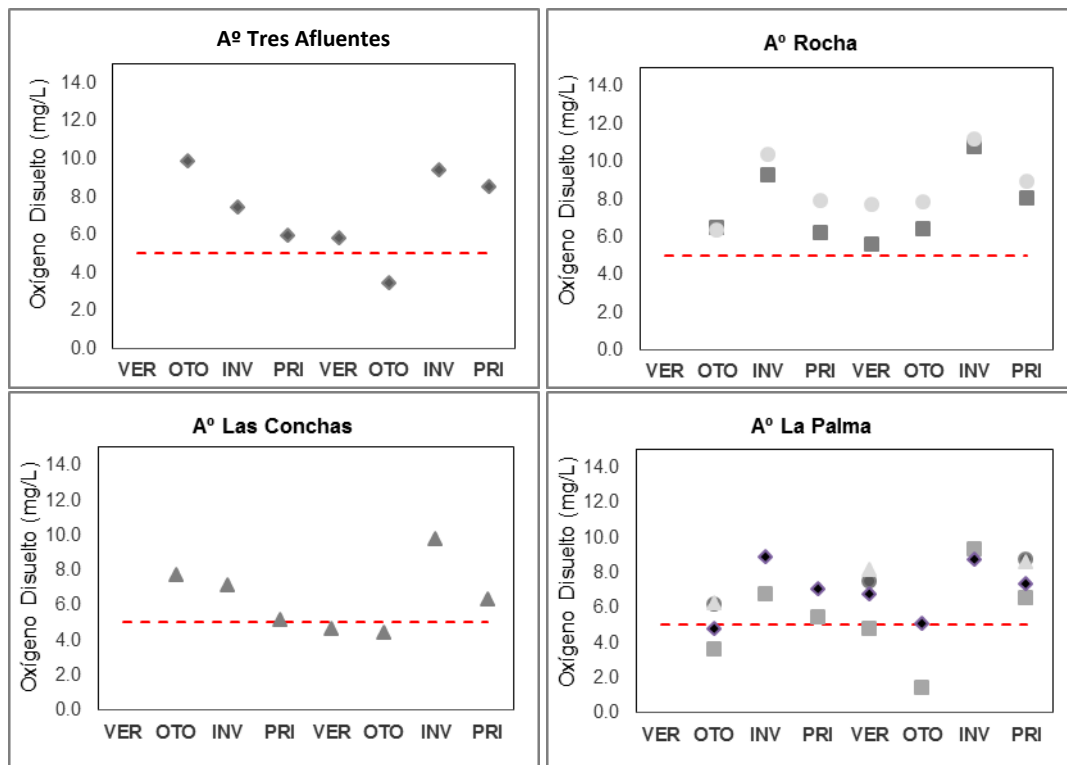 Aº Tres Afluentes
Oxígeno Disuelto (mg/L)
14.0
12.0
10.0
8.0
6.0
4.0
2.0
0.0
VER OTO INV PRI VER OTO INV PRI
Aº Rocha
Oxígeno Disuelto (mg/L)
14.0
12.0
10.0
8.0
6.0
4.0
2.0
0.0
VER OTO INV PRI VER OTO INV PRI
Aº Las Conchas
Oxígeno Disuelto (mg/L)
14.0
12.0
10.0
8.0
6.0
4.0
2.0
0.0
VER OTO INV PRI VER OTO INV PRI
Aº La Palma
Oxígeno Disuelto (mg/L)
14.0
12.0
10.0
8.0
6.0
4.0
2.0
0.0
VER OTO INV PRI VER OTO INV PRI